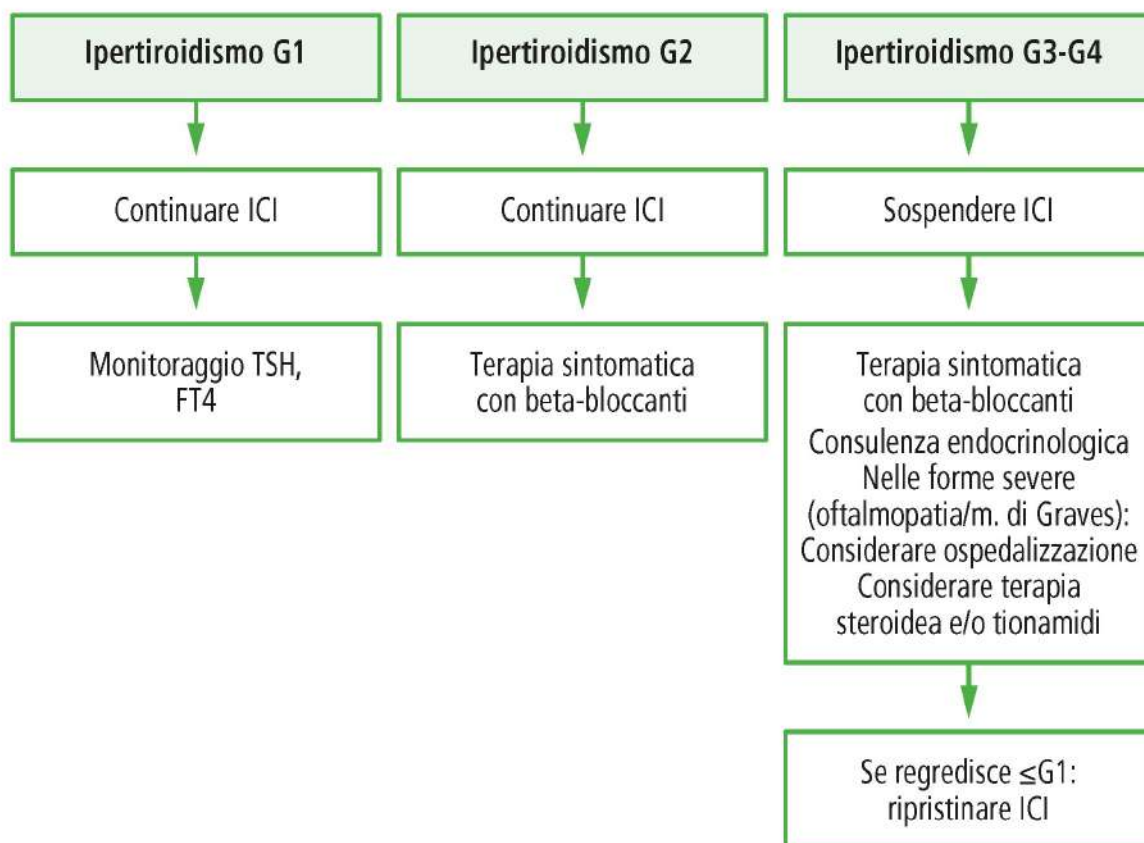 Ipertiroidismo G1
Continuare ICI
Monitoraggio TSH,
FT4
Ipertiroidismo G2
Continuare ICI
Terapia sintomatica
con beta-bloccanti
Ipertiroidismo G3-G4
Sospendere ICI
Terapia sintomatica
con beta-bloccanti
Consulenza endocrinologica
Nelle forme severe
(oftalmopatia/m. di Graves):
Considerare ospedalizzazione
Considerare terapia
steroidea e/o tionamidi
Se regredisce ≤G1:
ripristinare ICI